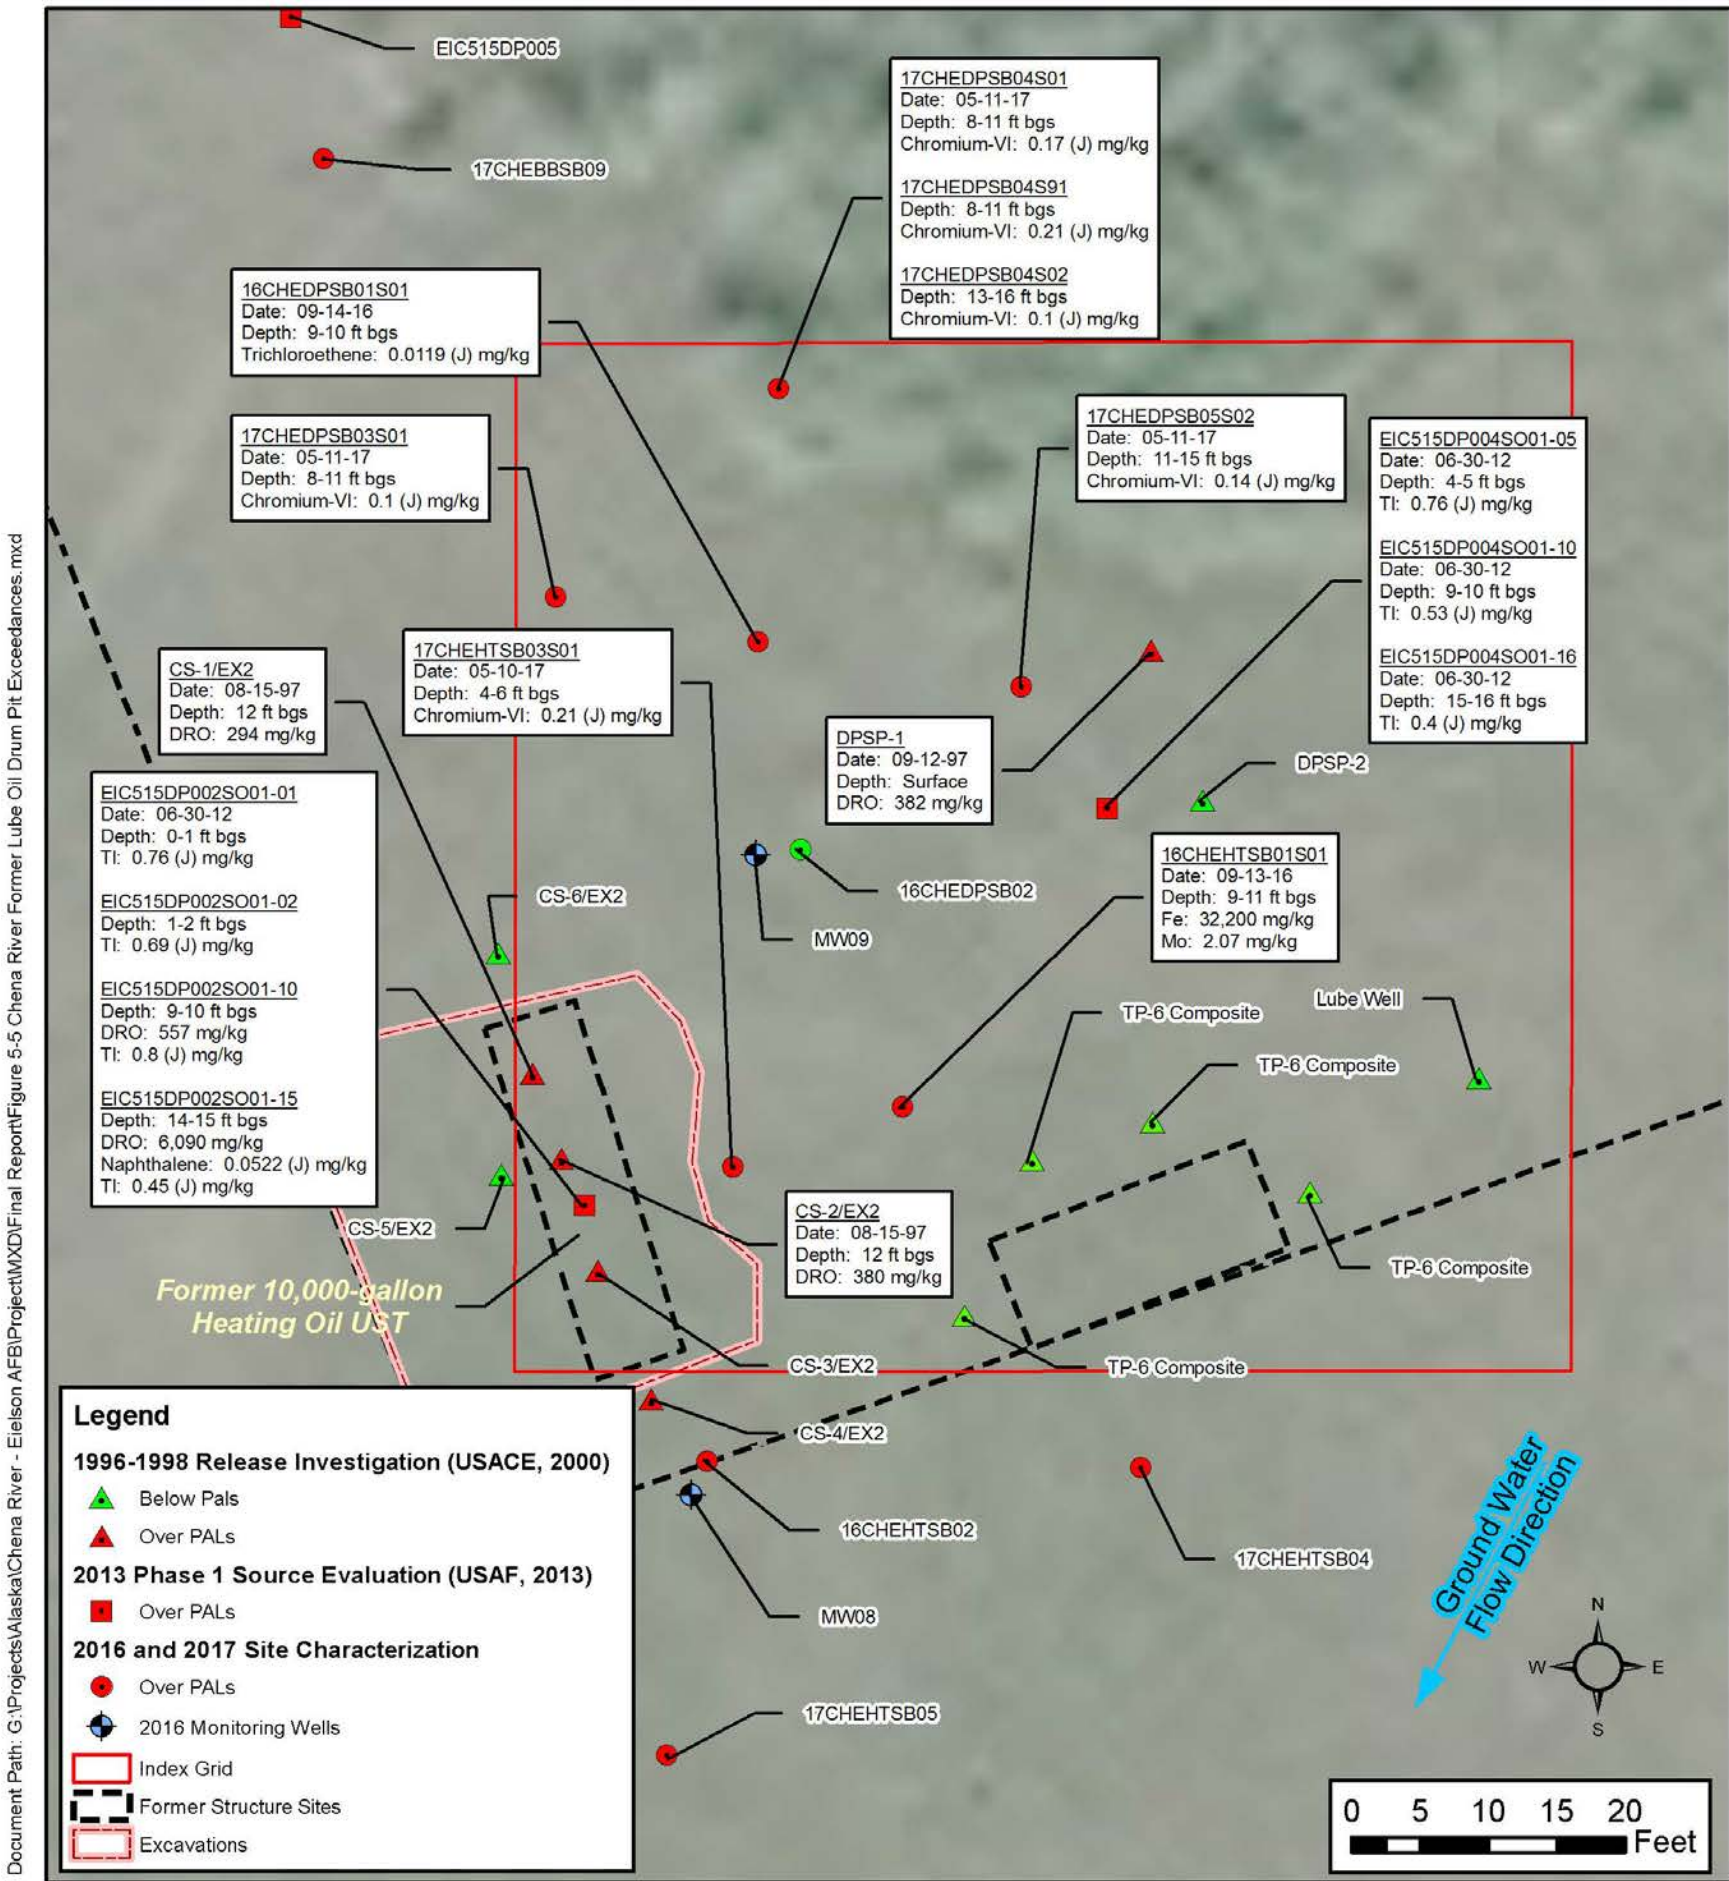 Document Path: G:\Projects\Alaska\Chena River - Eielson AFB\Project\MXD\Final Report\Figure 5-5 Chena River Former Lube Oil Drum Pit Exceedances.mxd
EIC515DP005
17CHEBBSB09
17CHEDPSB04S01
Date: 05-11-17
Depth: 8-11 ft bgs
Chromium-VI: 0.17 (J) mg/kg
17CHEDPSB04S91
Depth: 8-11 ft bgs
Chromium-VI: 0.21 (J) mg/kg
17CHEDPSB04S02
Depth: 13-16 ft bgs
Chromium-VI: 0.1 (J) mg/kg
16CHEDPSB01S01
Date: 09-14-16
Depth: 9-10 ft bgs
Trichloroethene: 0.0119 (J) mg/kg
17CHEDPSB03S01
Date: 05-11-17
Depth: 8-11 ft bgs
Chromium-VI: 0.1 (J) mg/kg
17CHEDPSB05S02
Date: 05-11-17
Depth: 11-15 ft bgs
Chromium-VI: 0.14 (J) mg/kg
EIC515DP004SO01-05
Date: 06-30-12
Depth: 4-5 ft bgs
TI: 0.76 (J) mg/kg
EIC515DP004SO01-10
Date: 06-30-12
Depth: 9-10 ft bgs
TI: 0.53 (J) mg/kg
EIC515DP004SO01-16
Date: 06-30-12
Depth: 15-16 ft bgs
TI: 0.4 (J) mg/kg
17CHEHTSB03S01
Date: 05-10-17
Depth: 4-6 ft bgs
Chromium-VI: 0.21 (J) mg/kg
CS-1/EX2
Date: 08-15-97
Depth: 12 ft bgs
DRO: 294 mg/kg
DPSP-1
Date: 09-12-97
Depth: Surface
DRO: 382 mg/kg
DPSP-2
EIC515DP002SO01-01
Date: 06-30-12
Depth: 0-1 ft bgs
TI: 0.76 (J) mg/kg
EIC515DP002SO01-02
Depth: 1-2 ft bgs
TI: 0.69 (J) mg/kg
EIC515DP002SO01-10
Depth: 9-10 ft bgs
DRO: 557 mg/kg
TI: 0.8 (J) mg/kg
EIC515DP002SO01-15
Depth: 14-15 ft bgs
DRO: 6,090 mg/kg
Naphthalene: 0.0522 (J) mg/kg
TI: 0.45 (J) mg/kg
16CHEHTSB01S01
Date: 09-13-16
Depth: 9-11 ft bgs
Fe: 32,200 mg/kg
Mo: 2.07 mg/kg
16CHEDPSB02
CS-6/EX2
MW09
Lube Well
TP-6 Composite
TP-6 Composite
CS-2/EX2
Date: 08-15-97
Depth: 12 ft bgs
DRO: 380 mg/kg
CS-5/EX2
TP-6 Composite
Former 10,000-gallon
Heating Oil UST
CS-3/EX2
TP-6 Composite
CS-4/EX2
16CHEHTSB02
17CHEHTSB04
MW08
17CHEHTSB05
Ground Water
Flow Direction
N
W
E
S
Legend
1996-1998 Release Investigation (USACE, 2000)
Below Pals
Over PALs
2013 Phase 1 Source Evaluation (USAF, 2013)
Over PALs
2016 and 2017 Site Characterization
Over PALs
2016 Monitoring Wells
Index Grid
Former Structure Sites
Excavations
0 5 10 15 20
Feet